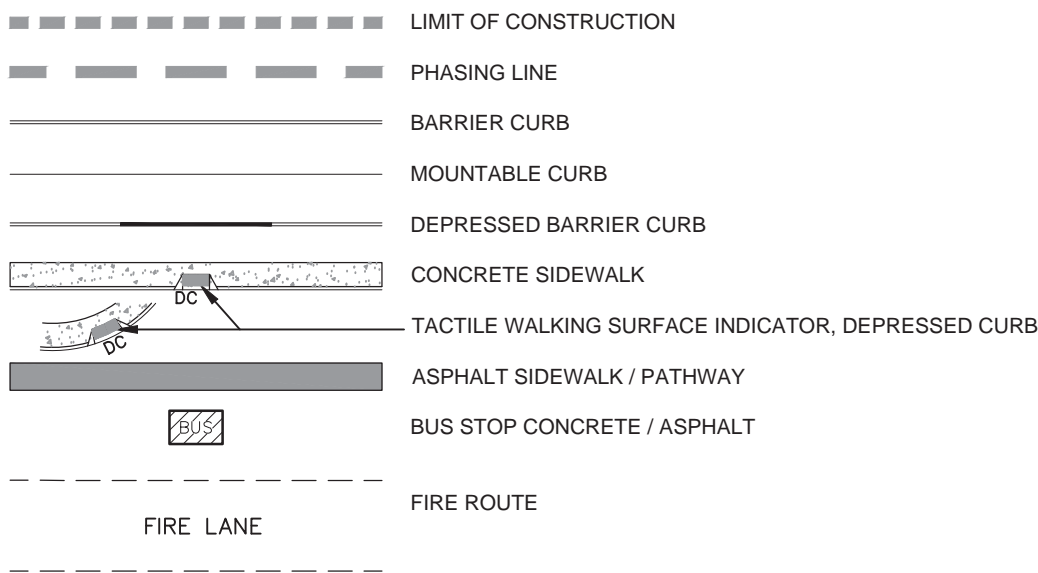 LIMIT OF CONSTRUCTION
PHASING LINE
BARRIER CURB
MOUNTABLE CURB
DEPRESSED BARRIER CURB
CONCRETE SIDEWALK
DC
TACTILE WALKING SURFACE INDICATOR, DEPRESSED CURB
DC
ASPHALT SIDEWALK / PATHWAY
BUS
BUS STOP CONCRETE / ASPHALT
FIRE ROUTE
FIRE LANE